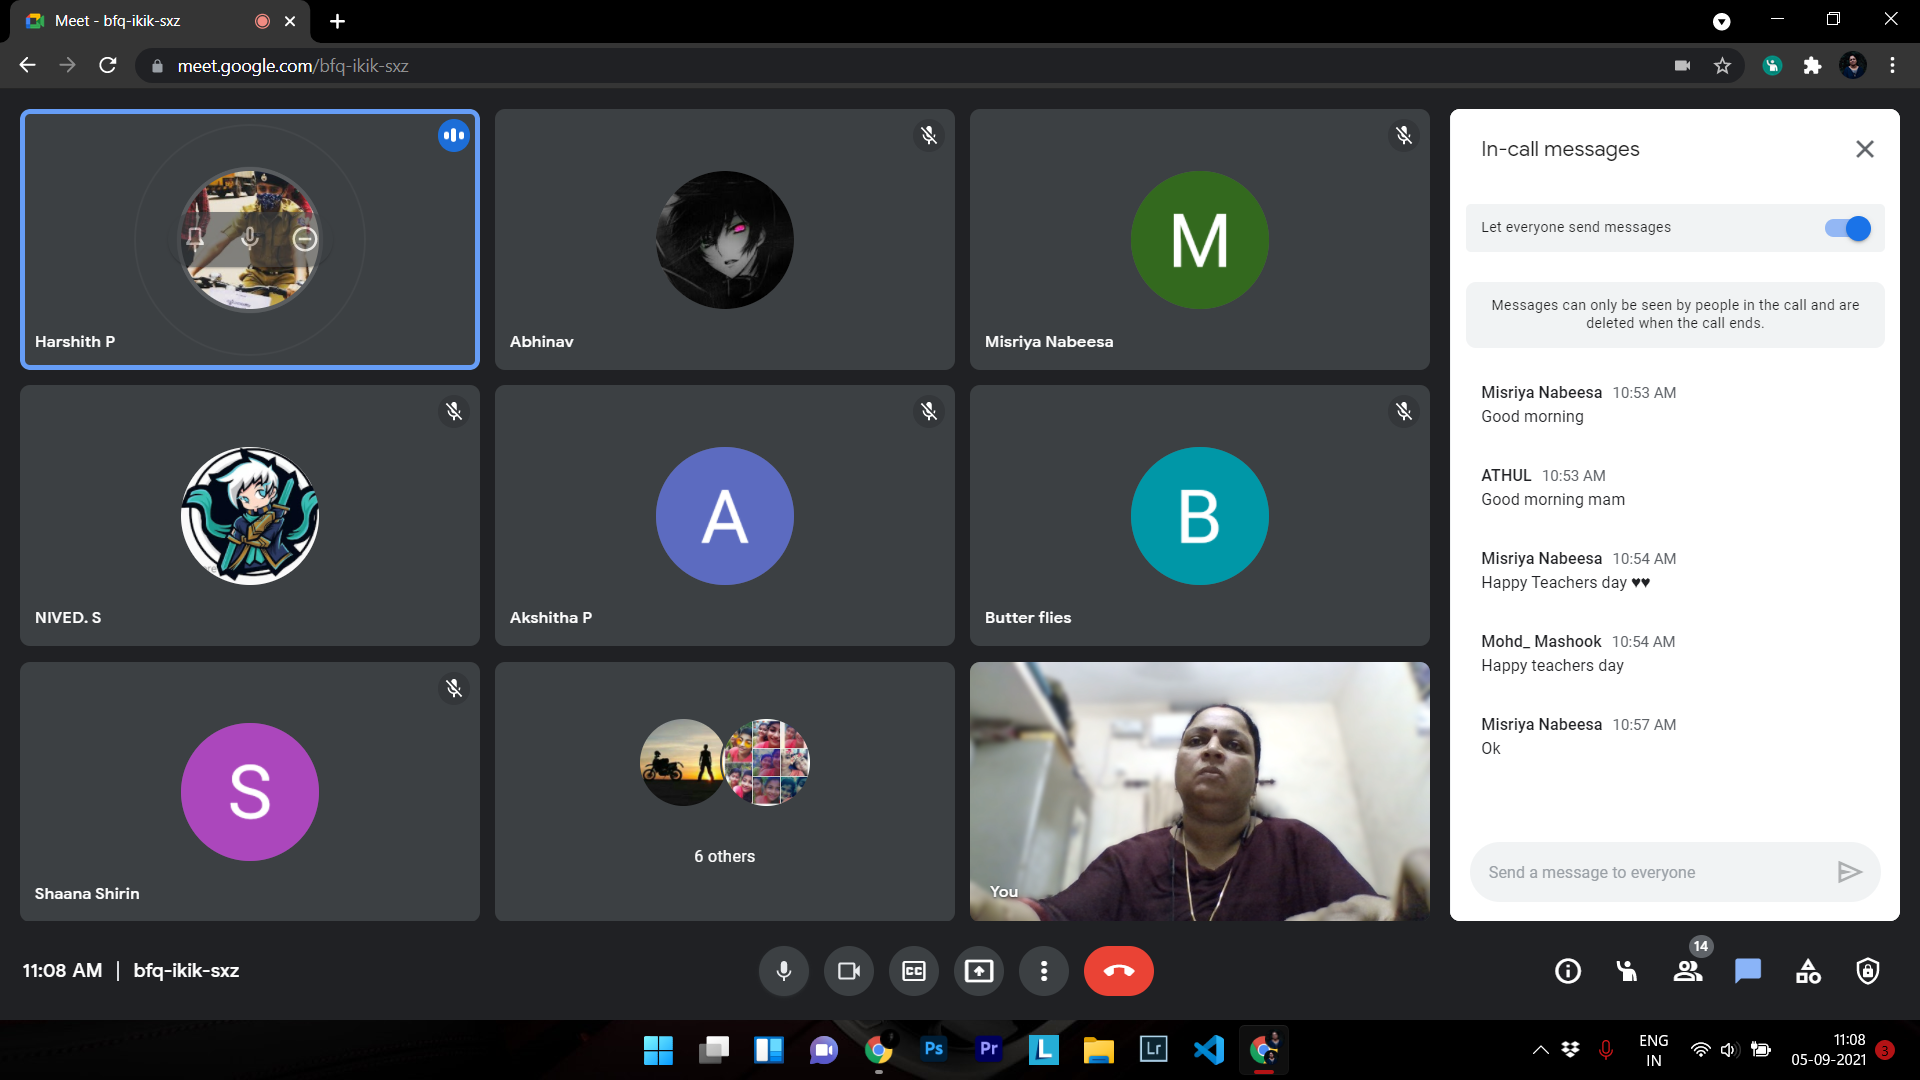 Meet - bfq-ikik-sxz
meet.google.com/bfq-ikik-sxz
Harshith P
Abhinav
M
Misriya Nabeesa
NIVED. S
A
Akshitha P
B
Butter flies
S
Shaana Shirin
6 others
You
In-call messages
Let everyone send messages
Messages can only be seen by people in the call and are
deleted when the call ends.
Misriya Nabeesa 10:53 AM
Good morning
ATHUL 10:53 AM
Good morning mam
Misriya Nabeesa 10:54 AM
Happy Teachers day ♥♥
Mohd_ Mashook 10:54 AM
Happy teachers day
Misriya Nabeesa 10:57 AM
Ok
Send a message to everyone
11:08 AM | bfq-ikik-sxz
CC
14
Ps
Pr
L
Lr
ENG
IN
11:08
05-09-2021
3